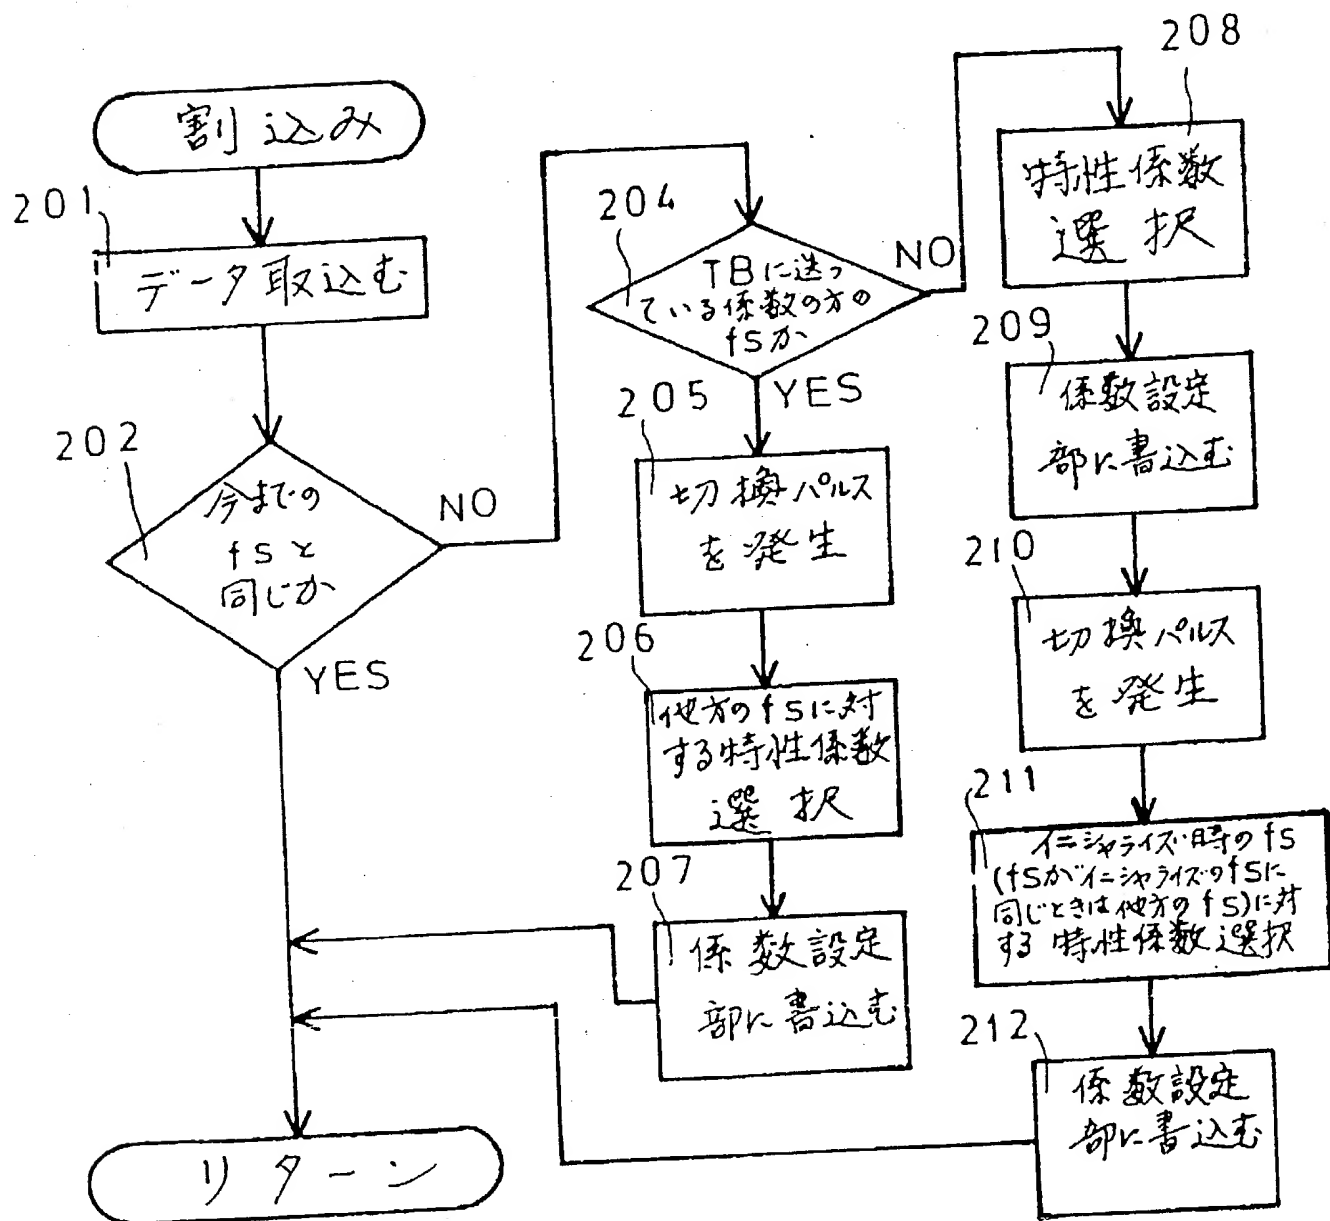 割込み
201
データ取込む
202
今までの
fsと
同じか
NO
YES
リターン
204
TBに送っ
ている係数の方の
fsか
NO
YES
205
切換パルス
を発生
206
他方のfsに対
する特性係数
選択
207
係数設定
部に書込む
208
特性係数
選択
209
係数設定
部に書込む
210
切換パルス
を発生
211
イニシャライズ時のfs
(fsがイニシャライズのfsに
同じときは他方のfs)に対
する特性係数選択
212
係数設定
部に書込む